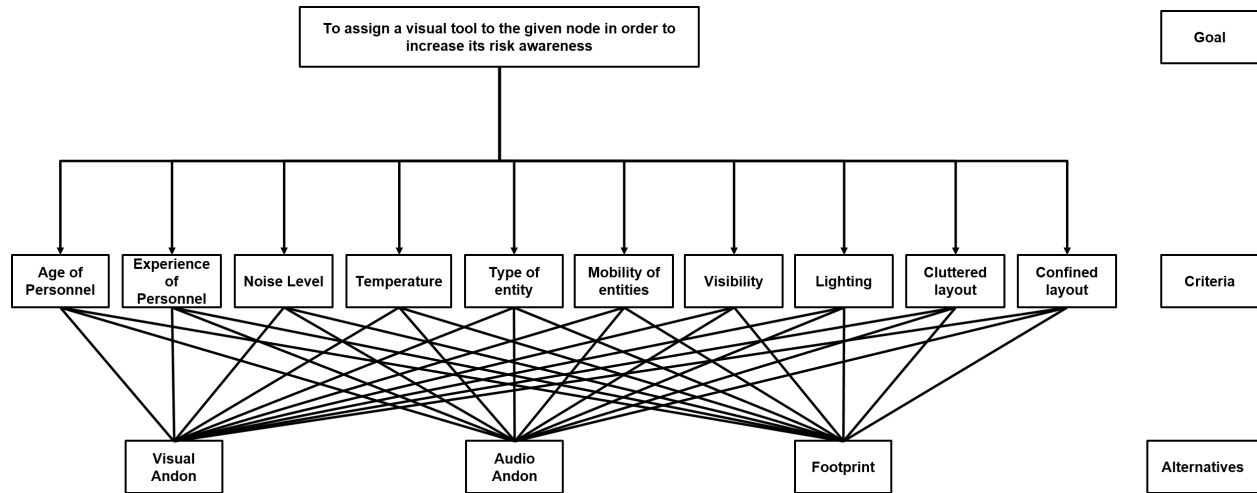 To assign a visual tool to the given node in order to
increase its risk awareness
Goal
Age of
Personnel
Experience
of
Personnel
Noise Level
Temperature
Type of
entity
Mobility of
entities
Visibility
Lighting
Cluttered
layout
Confined
layout
Criteria
Visual
Andon
Audio
Andon
Footprint
Alternatives